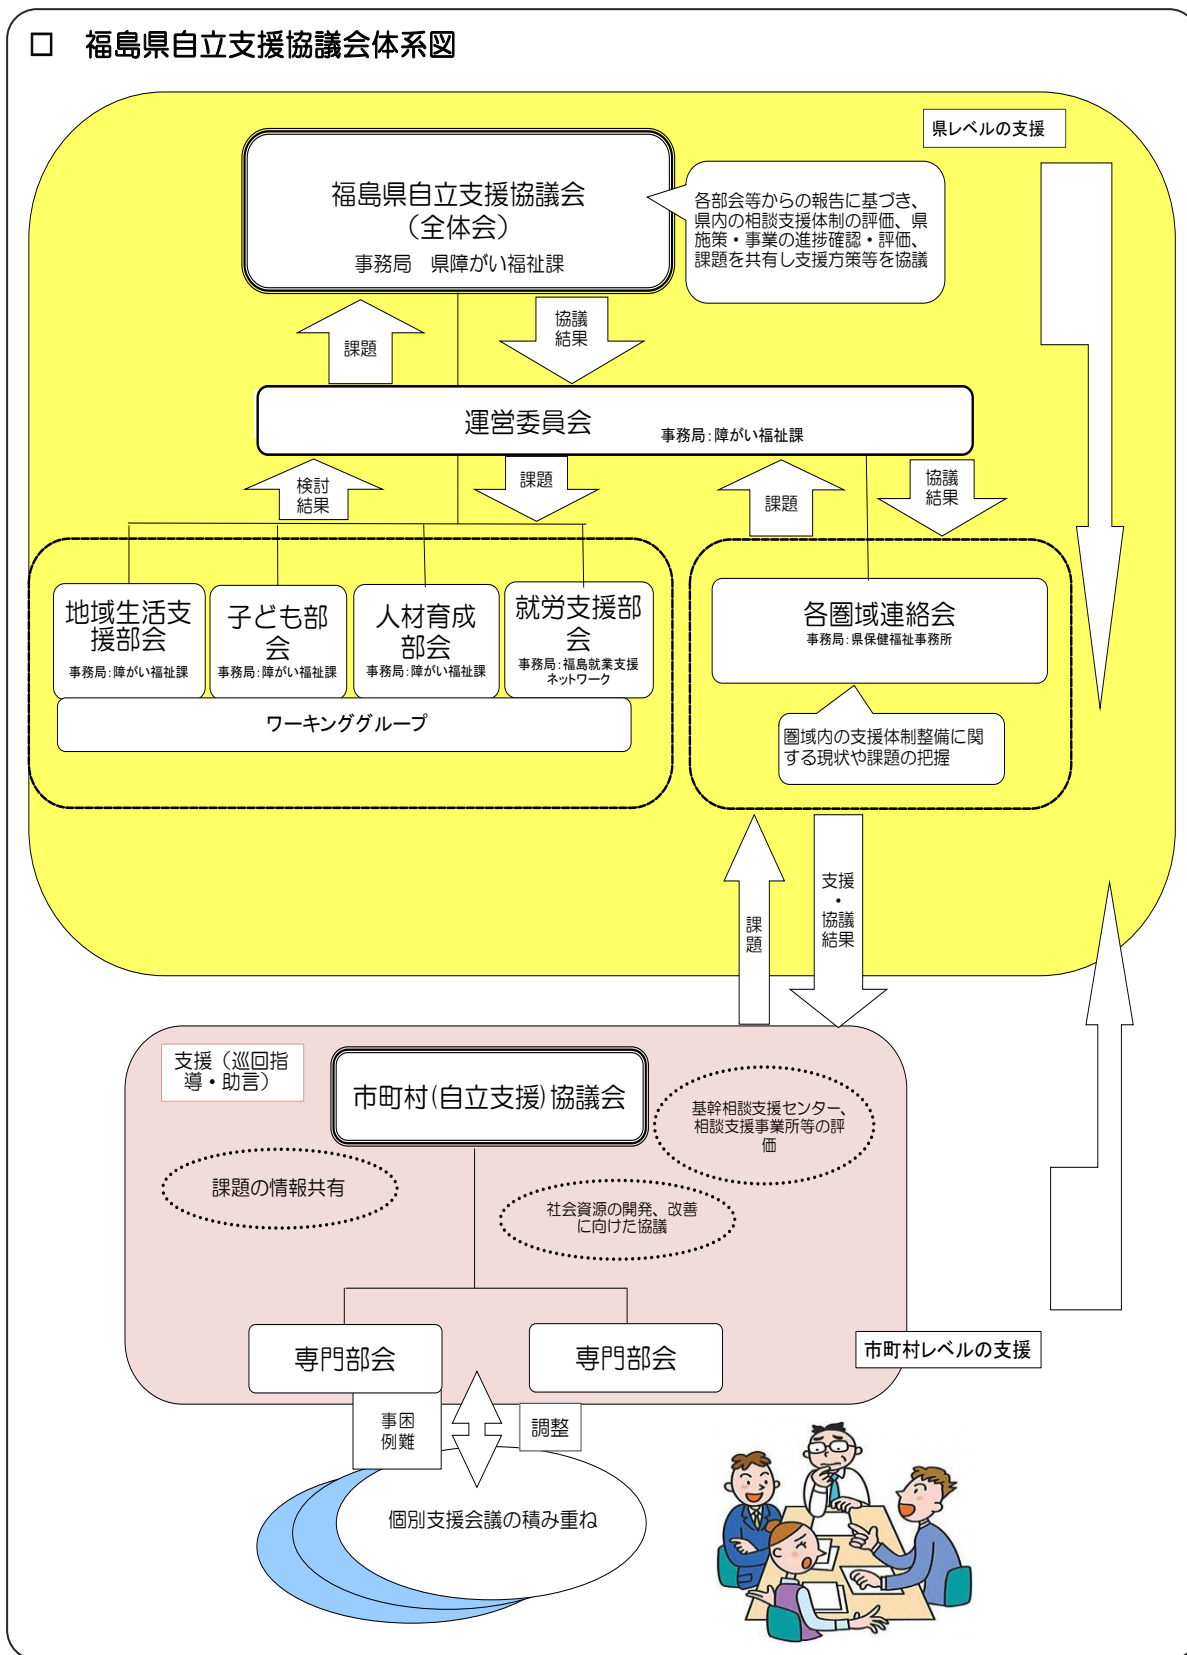 □ 福島県自立支援協議会体系図
県レベルの支援
福島県自立支援協議会
（全体会）
事務局　県障がい福祉課
各部会等からの報告に基づき、
県内の相談支援体制の評価、県
施策・事業の進捗確認・評価、
課題を共有し支援方策等を協議
課題
協議
結果
運営委員会
事務局：障がい福祉課
検討
結果
課題
課題
協議
結果
地域生活支
援部会
事務局：障がい福祉課
子ども部
会
事務局：障がい福祉課
人材育成
部会
事務局：障がい福祉課
就労支援部
会
事務局：福島就業支援
ネットワーク
ワーキンググループ
各圏域連絡会
事務局：県保健福祉事務所
圏域内の支援体制整備に関
する現状や課題の把握
課
題
支援
・
協議
結果
支援（巡回指
導・助言）
市町村(自立支援)協議会
基幹相談支援センター、
相談支援事業所等の評
価
課題の情報共有
社会資源の開発、改善
に向けた協議
専門部会
専門部会
市町村レベルの支援
事困
例難
調整
個別支援会議の積み重ね